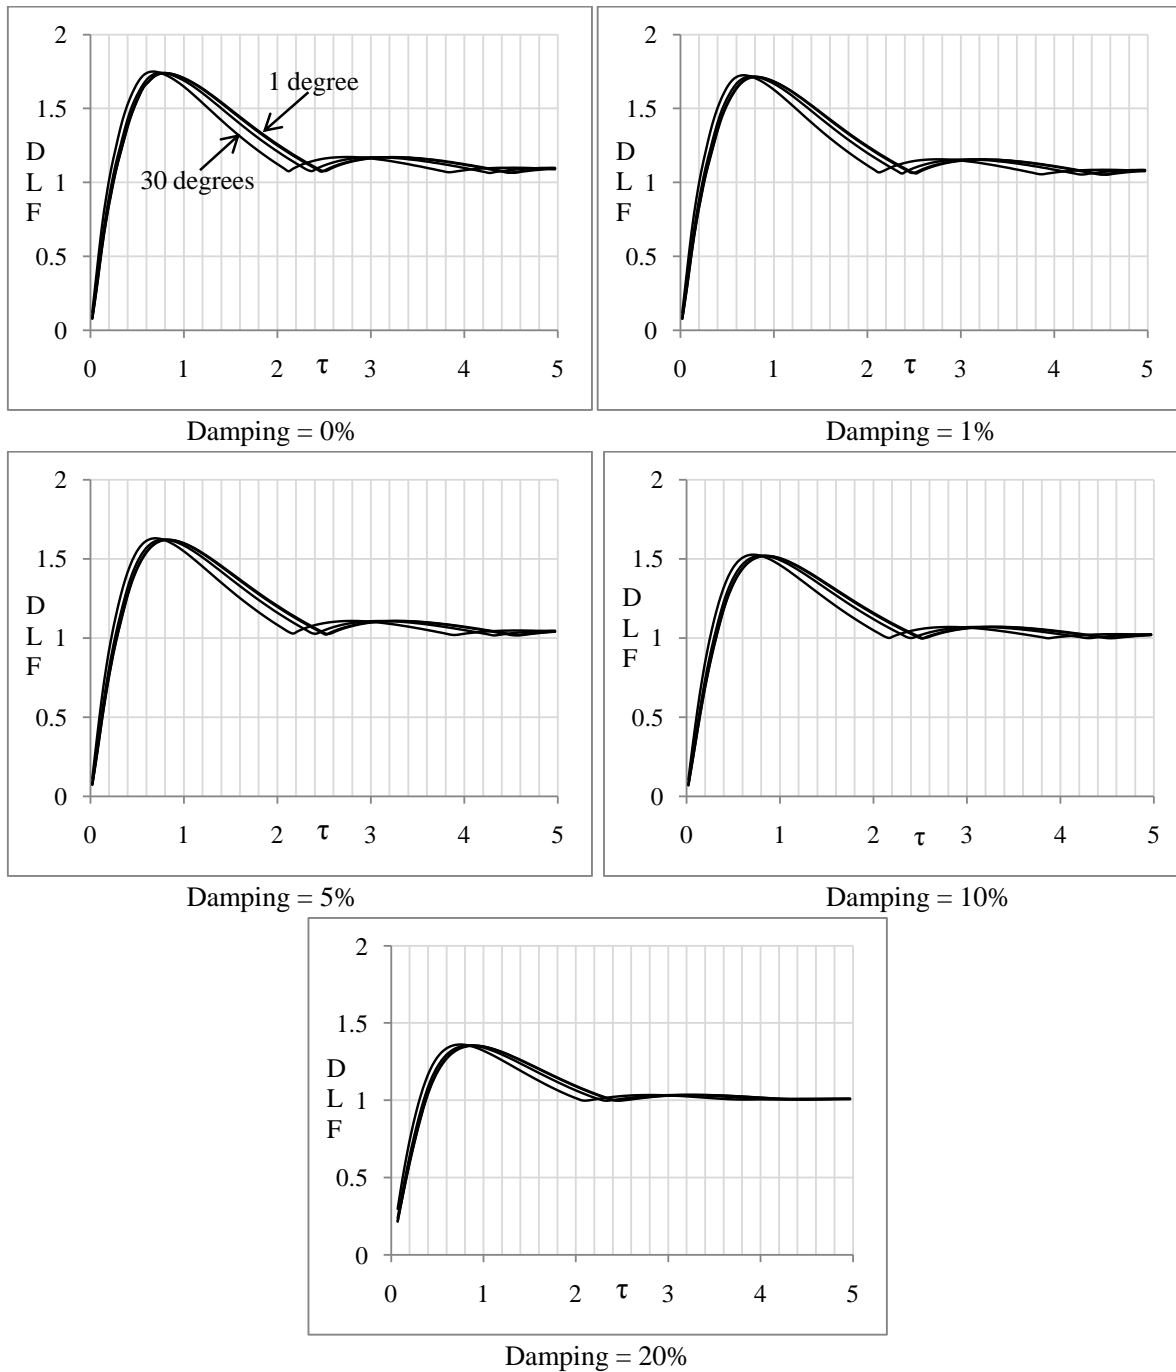 2
1.5
1
0.5
0
D
L
F
1 degree
30 degrees
0 1 2 τ 3 4 5
Damping = 0%
2
1.5
1
0.5
0
D
L
F
0 1 2 τ 3 4 5
Damping = 1%
2
1.5
1
0.5
0
D
L
F
0 1 2 τ 3 4 5
Damping = 5%
2
1.5
1
0.5
0
D
L
F
0 1 2 τ 3 4 5
Damping = 10%
2
1.5
1
0.5
0
D
L
F
0 1 2 τ 3 4 5
Damping = 20%